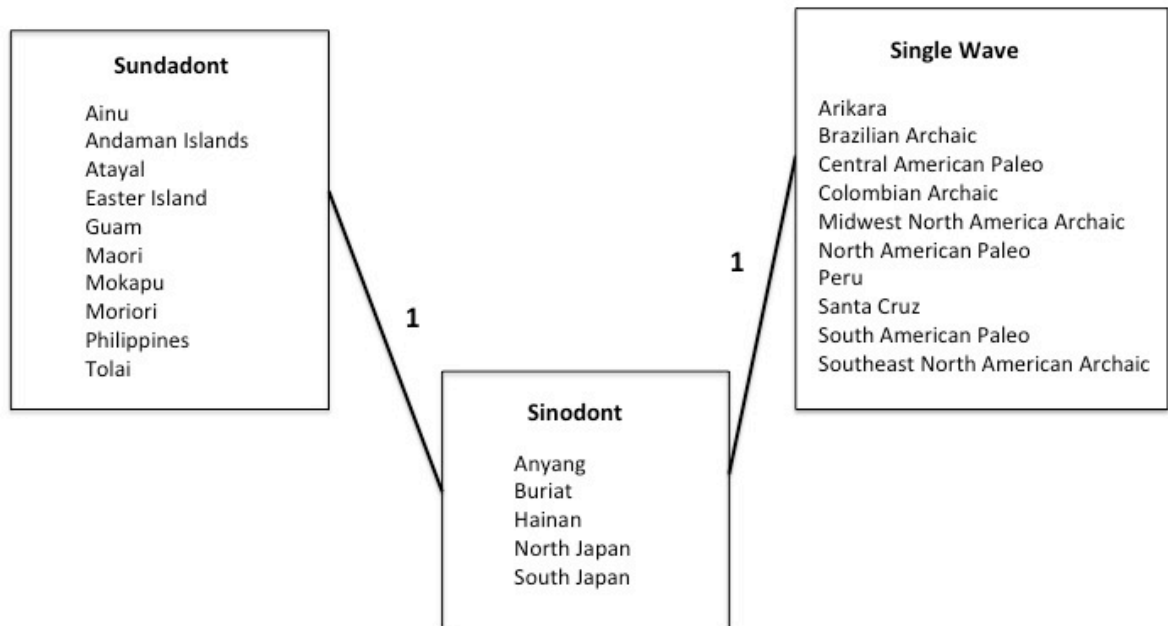 Sundadont
Ainu
Andaman Islands
Atayal
Easter Island
Guam
Maori
Mokapu
Moriori
Philippines
Tolai
1
Single Wave
Arikara
Brazilian Archaic
Central American Paleo
Colombian Archaic
Midwest North America Archaic
North American Paleo
Peru
Santa Cruz
South American Paleo
Southeast North American Archaic
1
Sinodont
Anyang
Buriat
Hainan
North Japan
South Japan